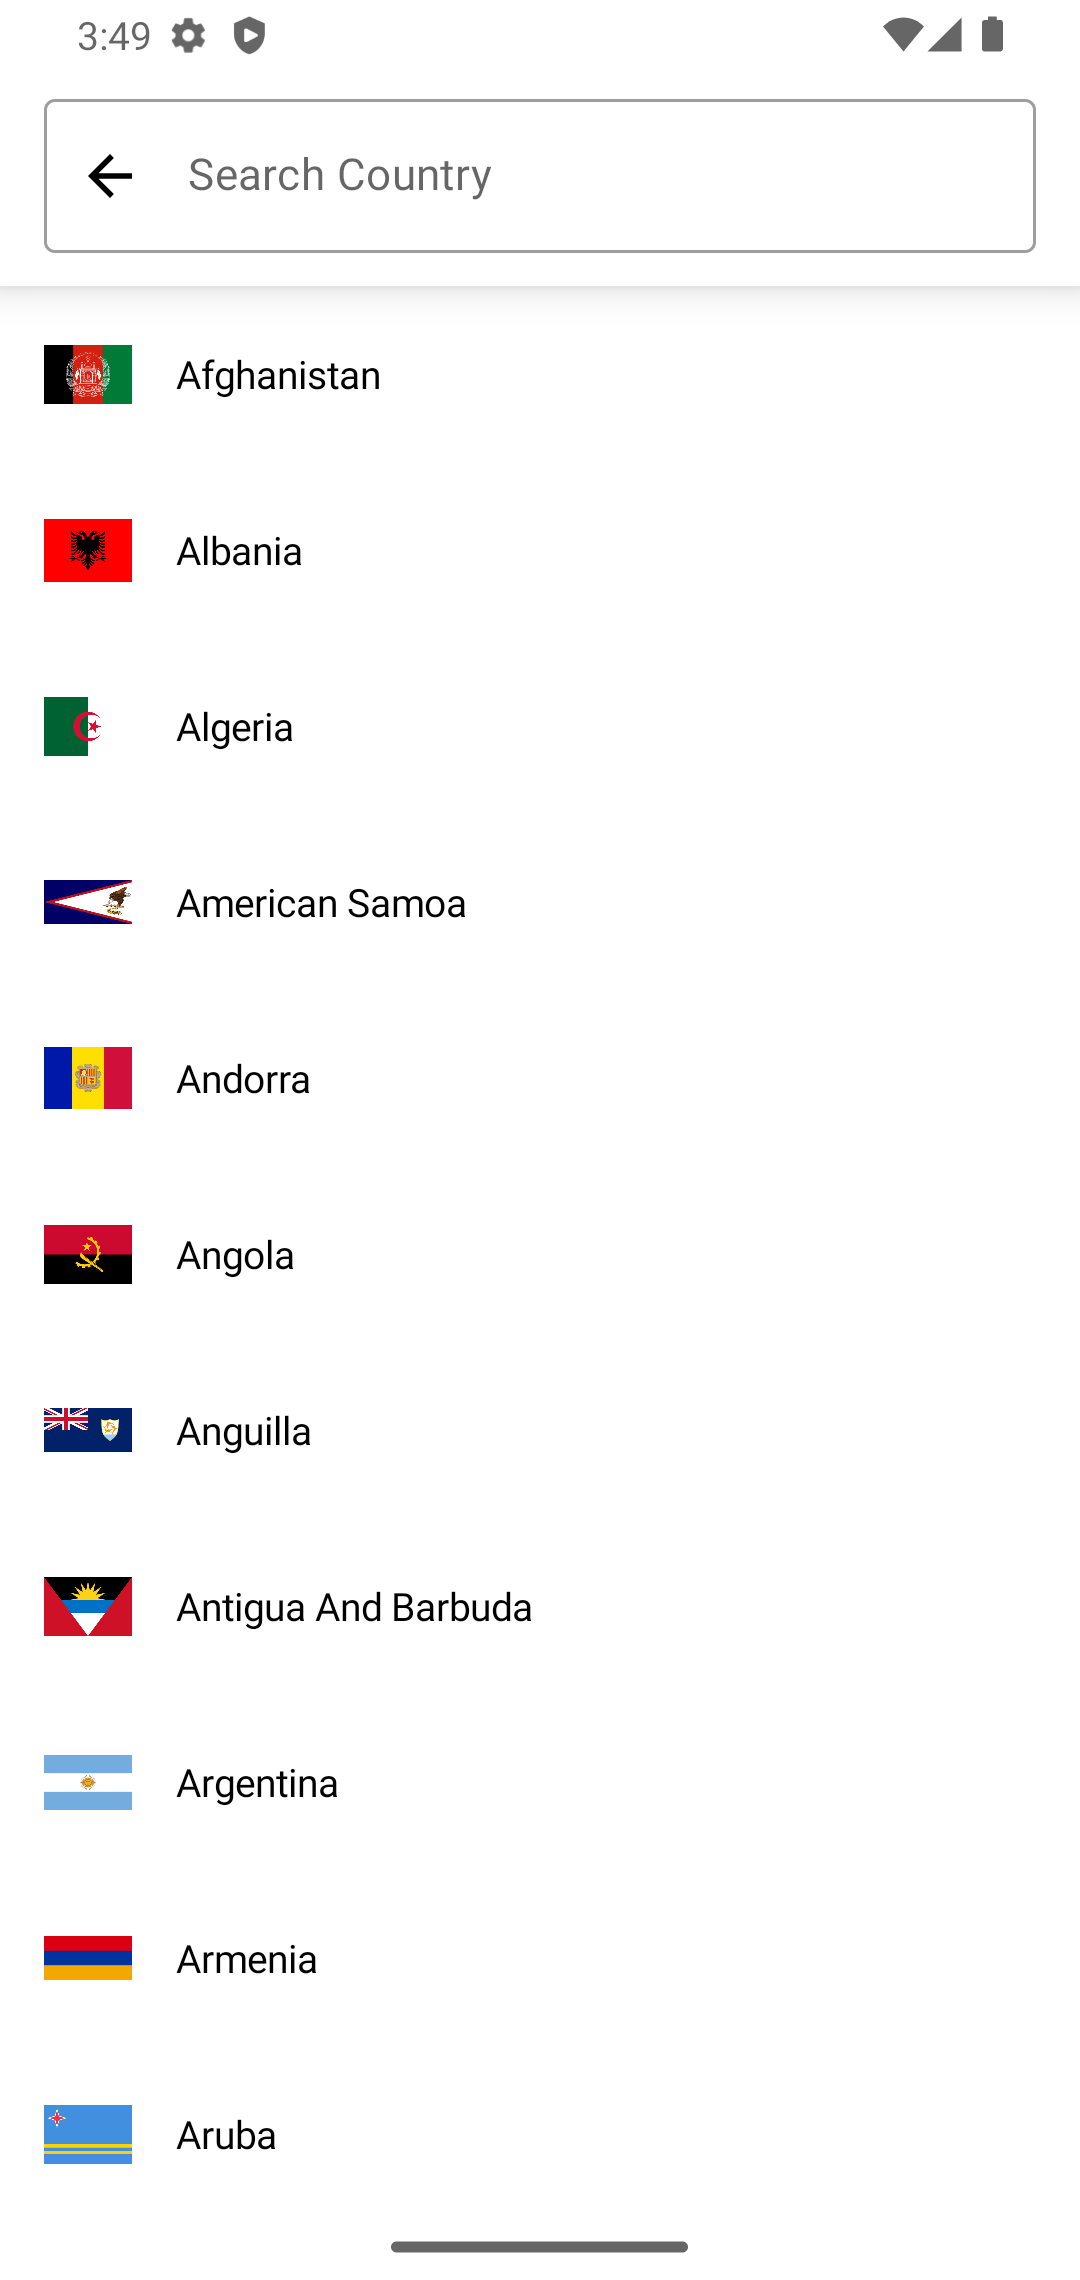 3:49
Search Country
Afghanistan
Albania
Algeria
American Samoa
Andorra
Angola
Anguilla
Antigua And Barbuda
Argentina
Armenia
Aruba